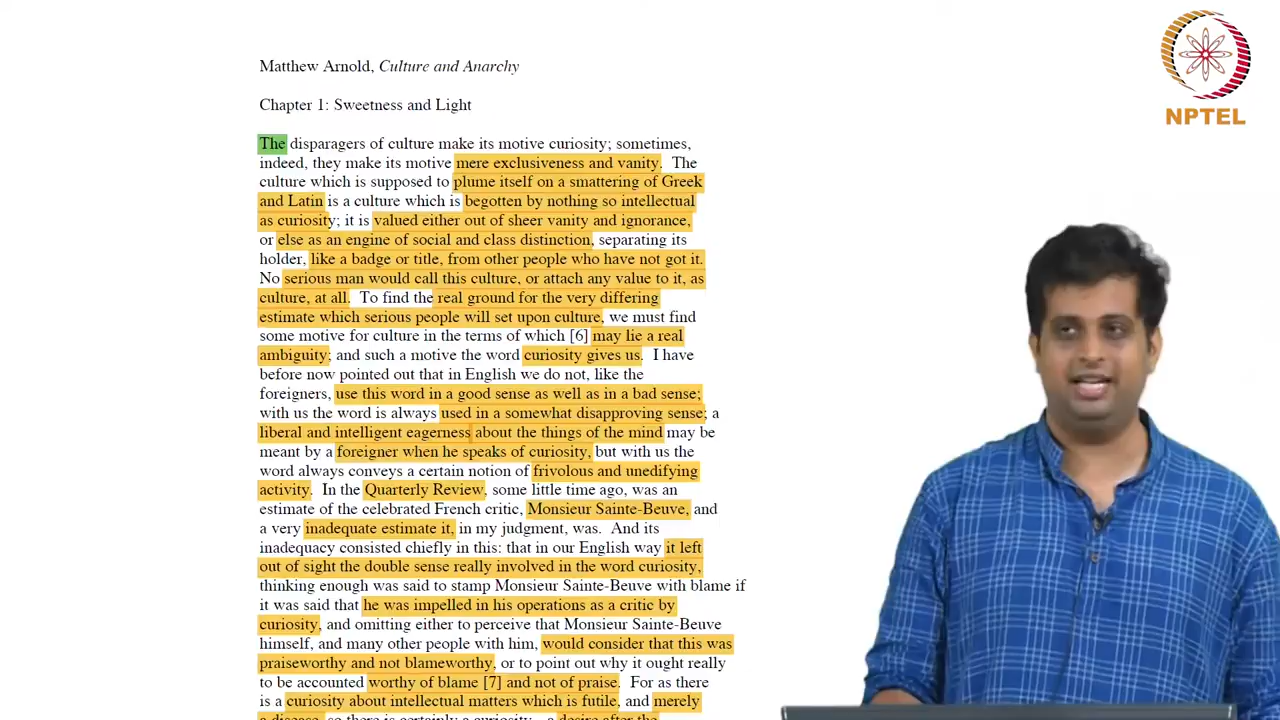 Matthew Arnold, Culture and Anarchy
NPTEL
Chapter 1: Sweetness and Light
The disparagers of culture make its motive curiosity; sometimes,
indeed, they make its motive mere exclusiveness and vanity. The
culture which is supposed to plume itself on a smattering of Greek
and Latin is a culture which is begotten by nothing so intellectual
as curiosity; it is valued either out of sheer vanity and ignorance,
or else as an engine of social and class distinction, separating its
holder, like a badge or title, from other people who have not got it.
No serious man would call this culture, or attach any value to it, as
culture, at all. To find the real ground for the very differing
estimate which serious people will set upon culture, we must find
some motive for culture in the terms of which [6] may lie a real
ambiguity; and such a motive the word curiosity gives us. I have
before now pointed out that in English we do not, like the
foreigners, use this word in a good sense as well as in a bad sense;
with us the word is always used in a somewhat disapproving sense; a
liberal and intelligent eagerness about the things of the mind may be
meant by a foreigner when he speaks of curiosity, but with us the
word always conveys a certain notion of frivolous and unedifying
activity. In the Quarterly Review, some little time ago, was an
estimate of the celebrated French critic, Monsieur Sainte-Beuve, and
a very inadequate estimate it, in my judgment, was. And its
inadequacy consisted chiefly in this: that in our English way it left
out of sight the double sense really involved in the word curiosity,
thinking enough was said to stamp Monsieur Sainte-Beuve with blame if
it was said that he was impelled in his operations as a critic by
curiosity, and omitting either to perceive that Monsieur Sainte-Beuve
himself, and many other people with him, would consider that this was
praiseworthy and not blameworthy, or to point out why it ought really
to be accounted worthy of blame [7] and not of praise. For as there
is a curiosity about intellectual matters which is futile, and merely
a disease, so there is certainly a curiosity,--a desire after the